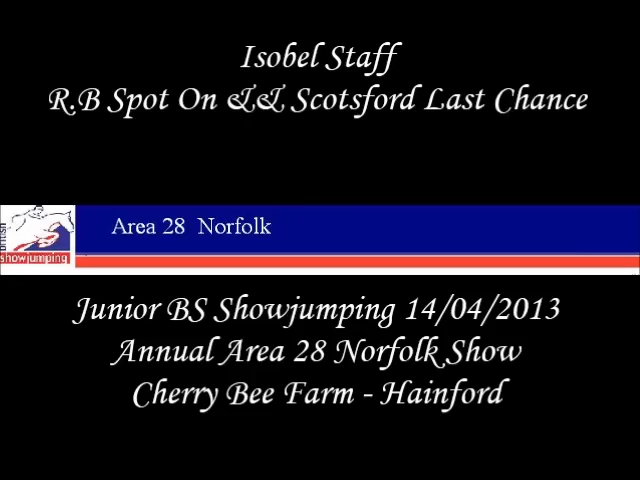 Isobel Staff
R.B Spot On && Scotsford Last Chance
british
showjumping
Area 28  Norfolk
Junior BS Showjumping 14/04/2013
Annual Area 28 Norfolk Show
Cherry Bee Farm - Hainford